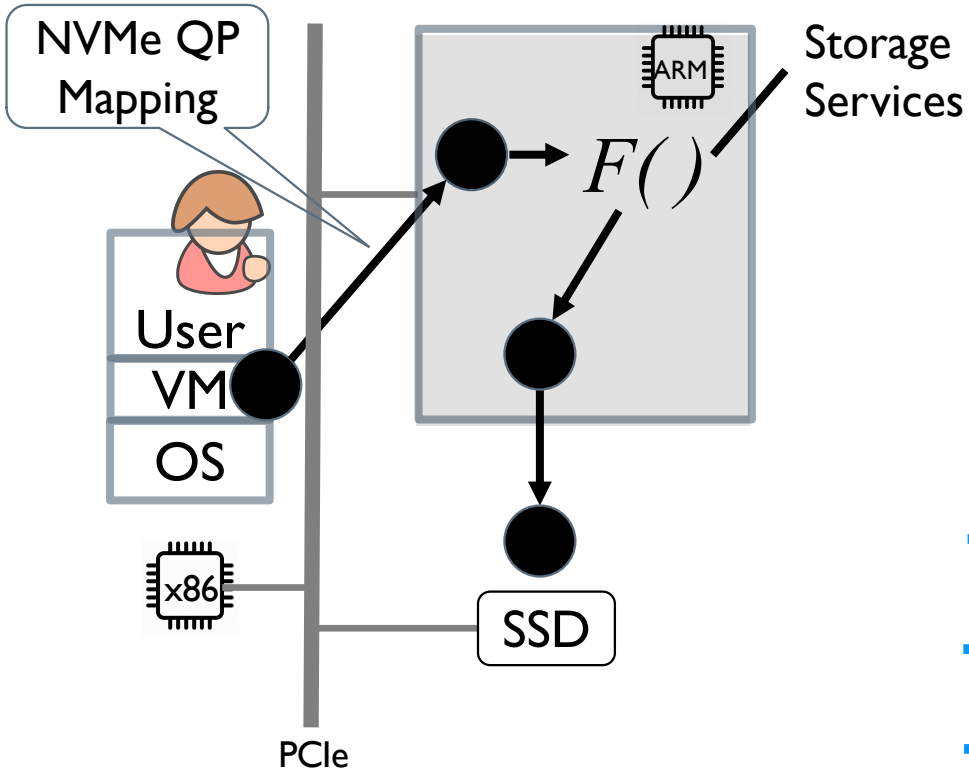 NVMe QP
Mapping
ARM
Storage
Services
F( )
User
VM
OS
x86
SSD
PCIe